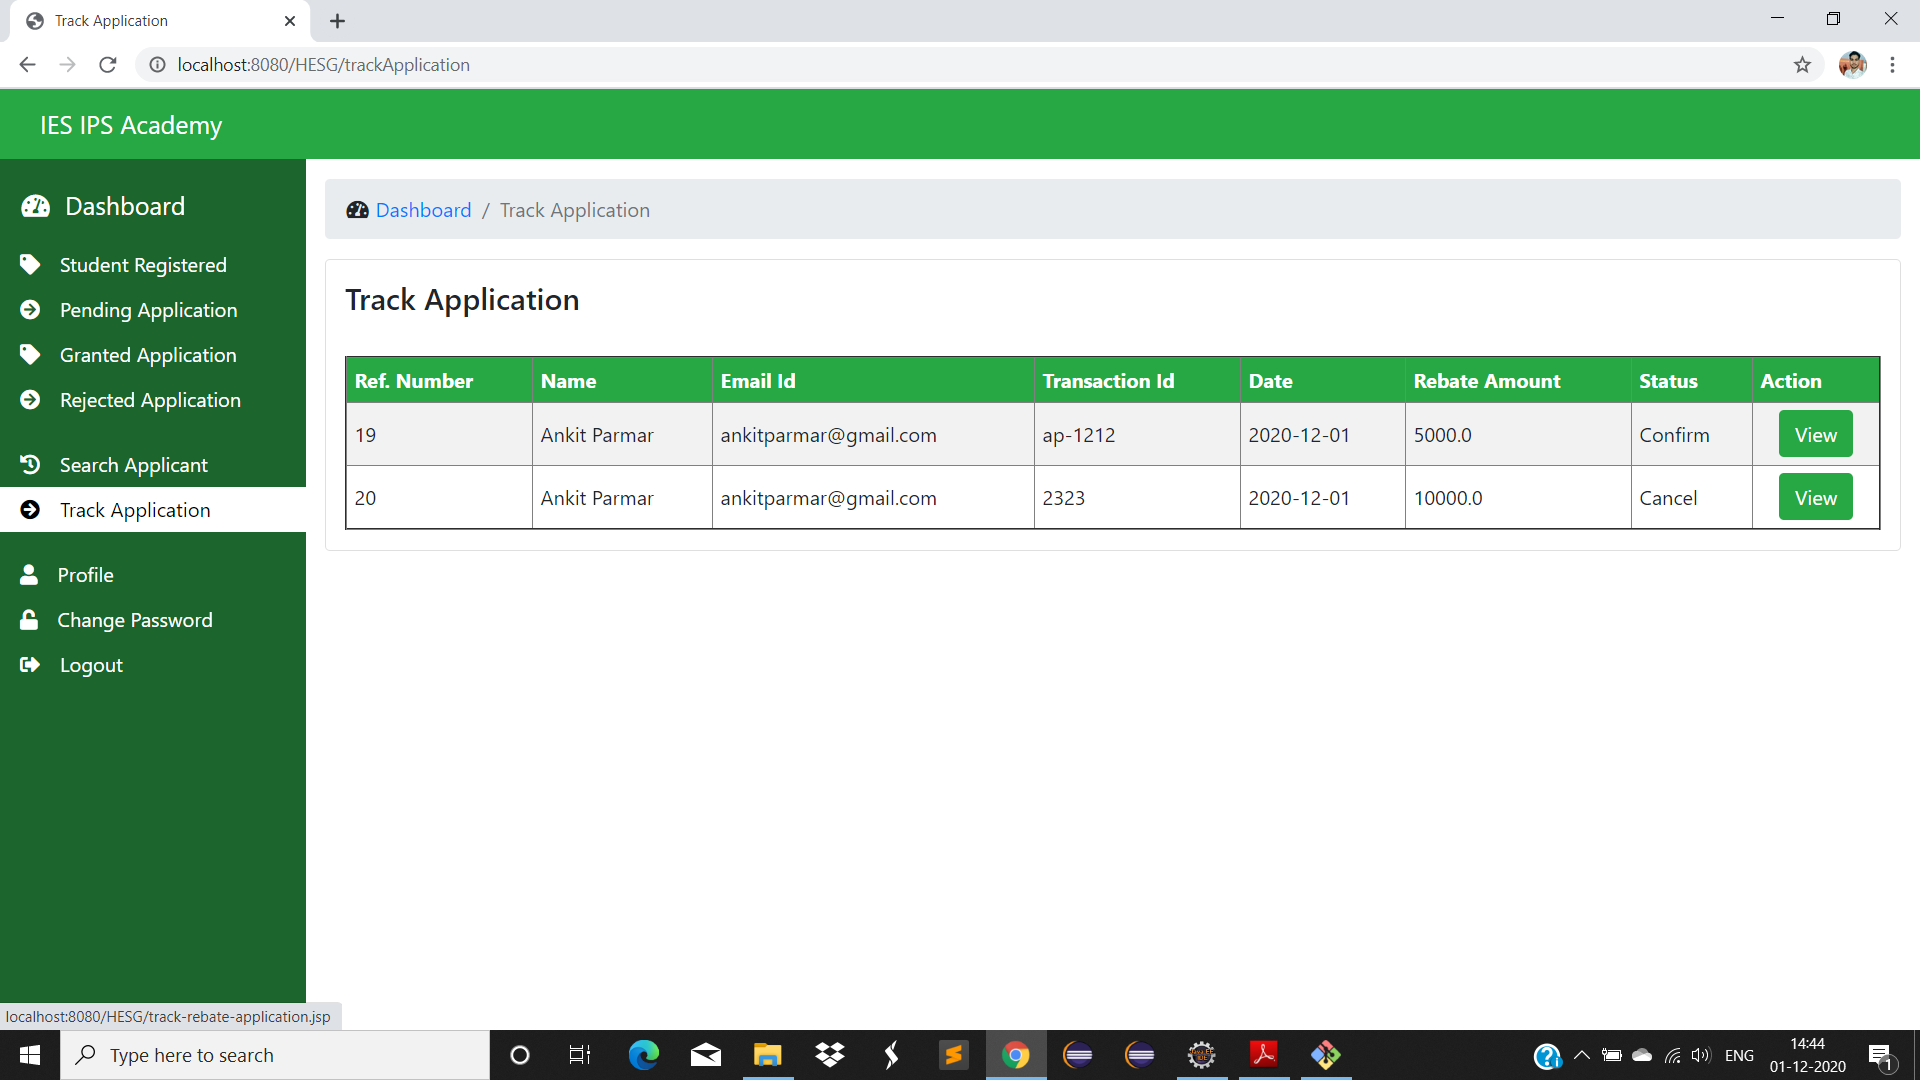 Track Application
localhost:8080/HESG/trackApplication
IES IPS Academy
Dashboard
Student Registered
Pending Application
Granted Application
Rejected Application
Search Applicant
Track Application
Profile
Change Password
Logout
Dashboard / Track Application
Track Application
Ref. Number Name Email Id Transaction Id Date Rebate Amount Status Action
19 Ankit Parmar ankitparmar@gmail.com ap-1212 2020-12-01 5000.0 Confirm View
20 Ankit Parmar ankitparmar@gmail.com 2323 2020-12-01 10000.0 Cancel View
localhost:8080/HESG/track-rebate-application.jsp
Type here to search
ENG
14:44
01-12-2020
1